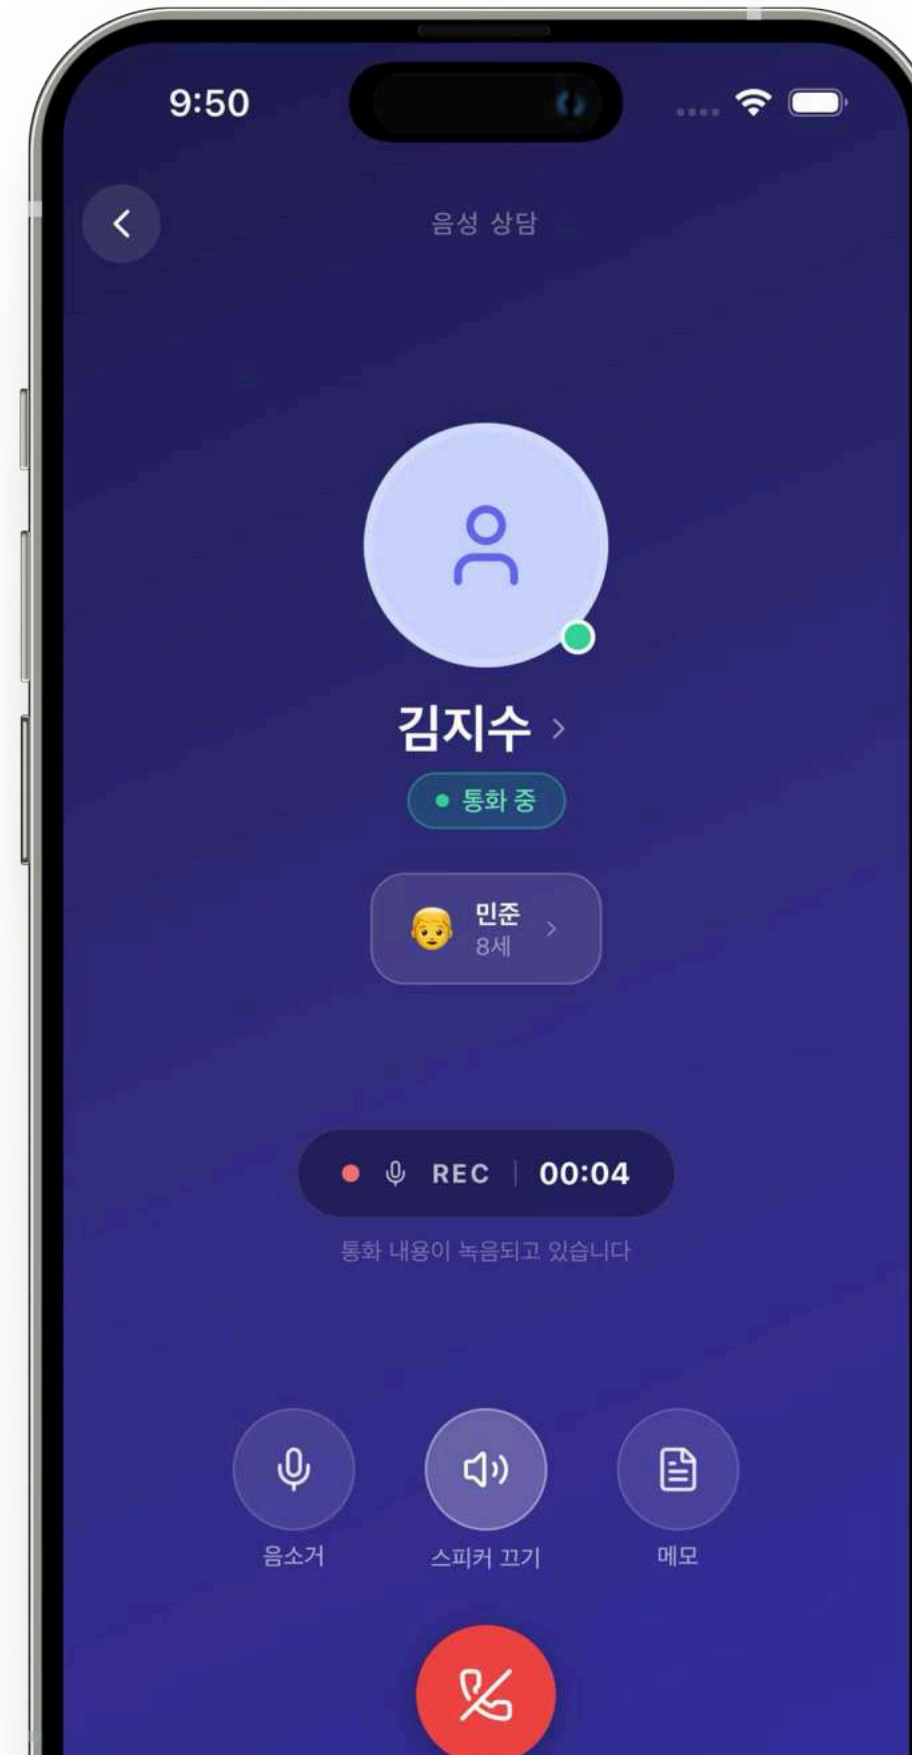 9:50
음성 상담
김지수
통화 중
민준
8세
REC | 00:04
통화 내용이 녹음되고 있습니다
음소거
스피커 끄기
메모